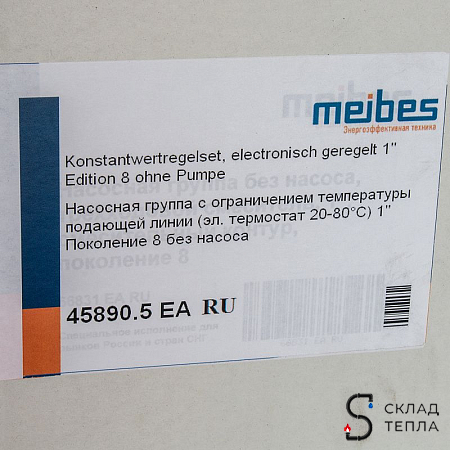 meibes
Энергоэффективная техника
Konstantwertregelset, electronisch geregelt 1"
Edition 8 ohne Pumpe
Насосная группа с ограничением температуры
подающей линии (эл. термостат 20-80°C) 1"
Поколение 8 без насоса
45890.5 EA RU
СКЛАД
ТЕПЛА